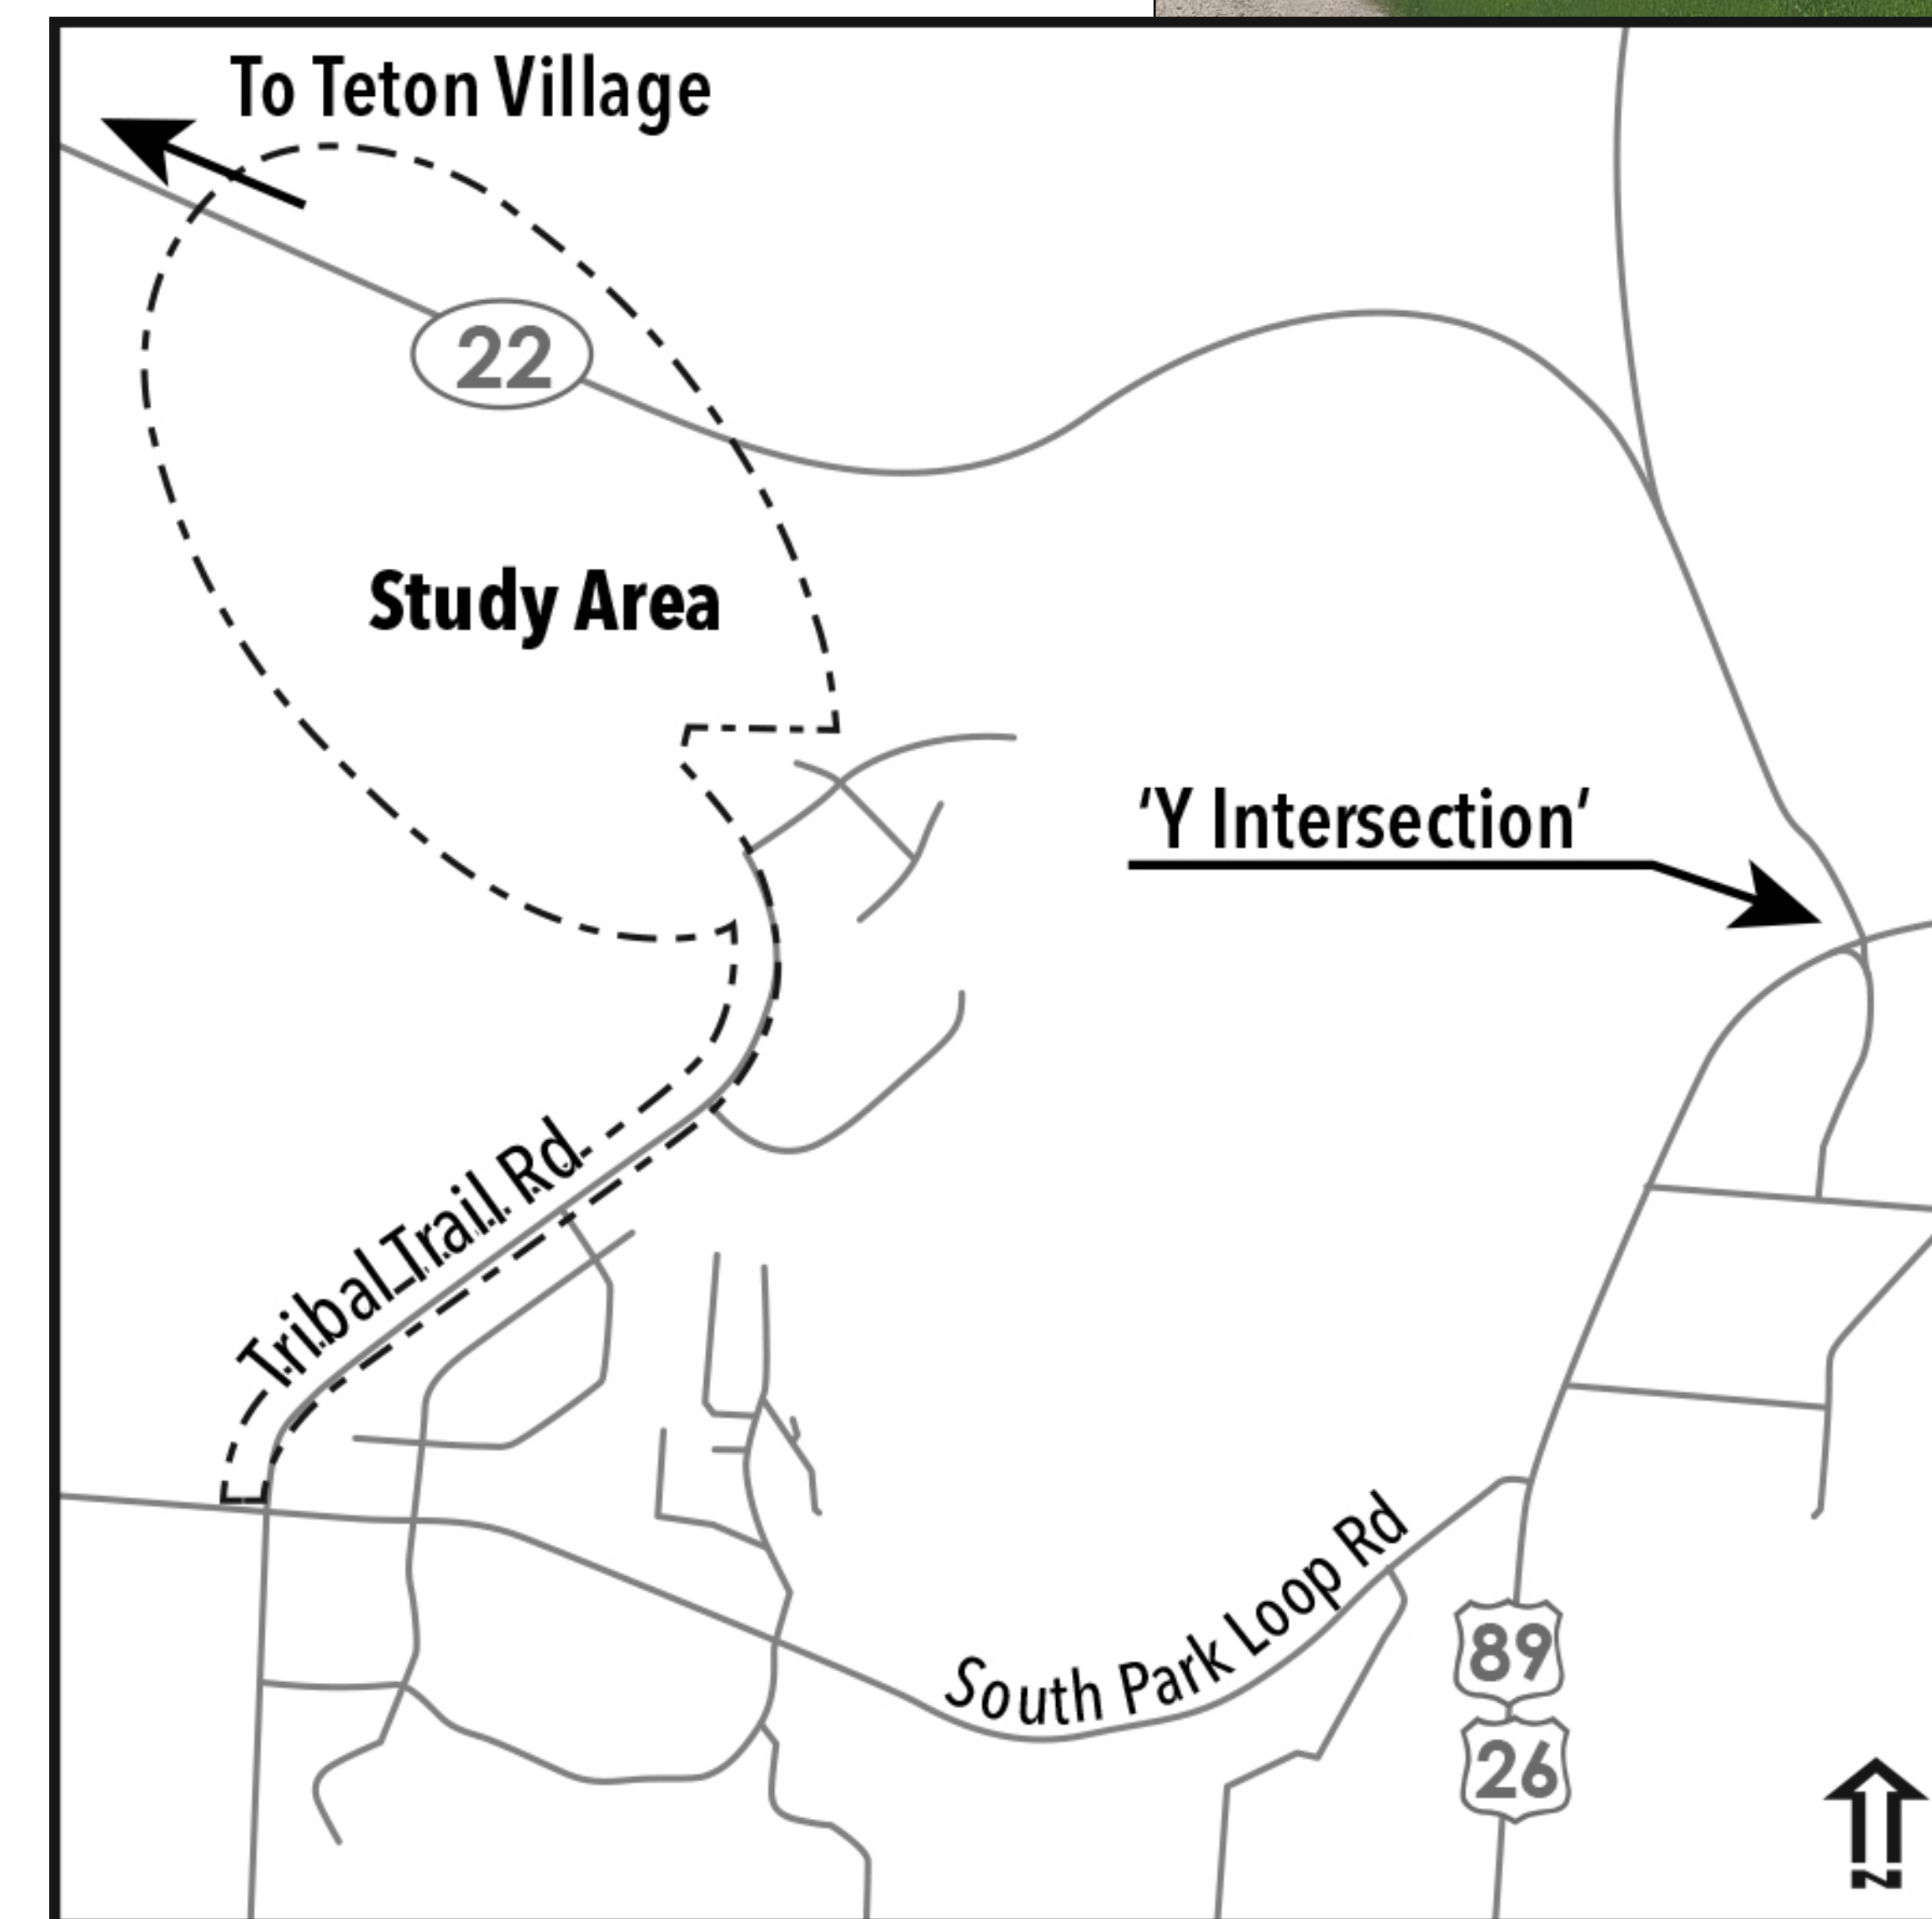 To Teton Village
22
Study Area
'Y Intersection'
Tribal Trail Rd
South Park Loop Rd
89
26
N